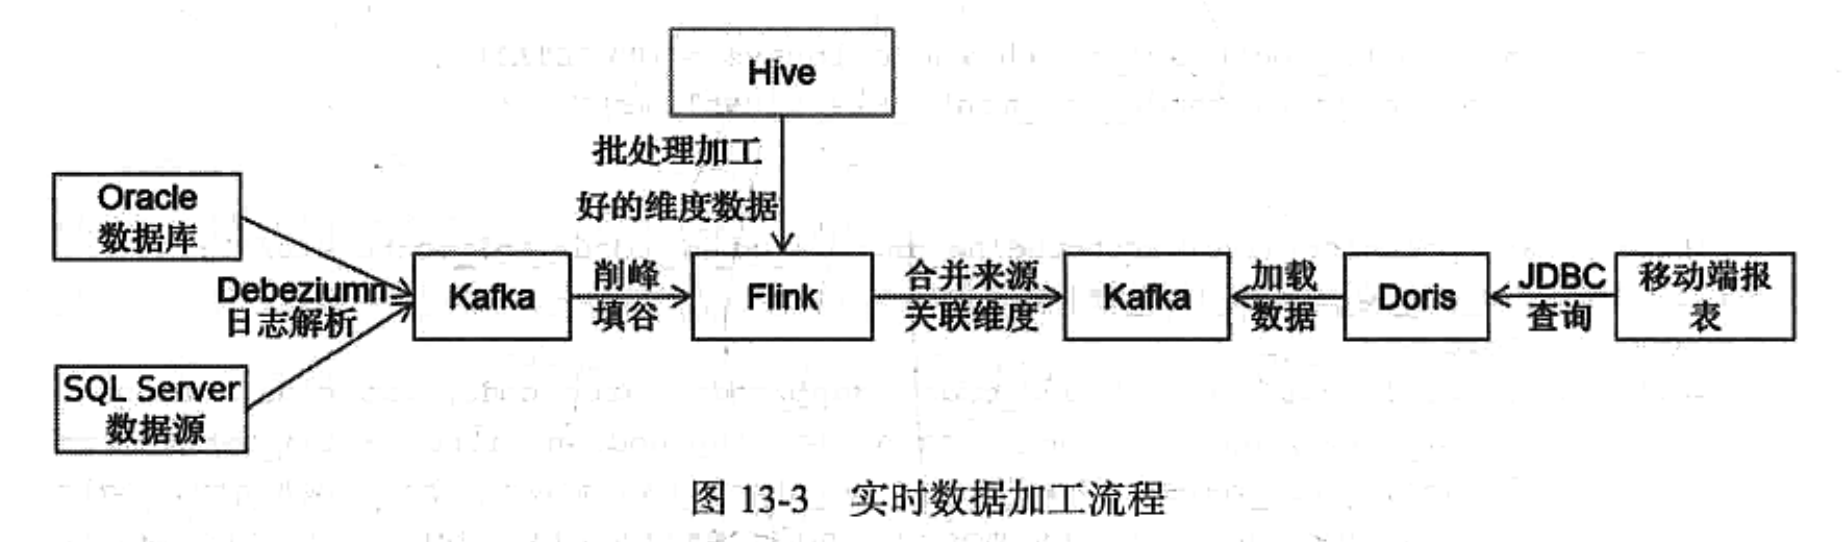 Hive
批处理加工
好的维度数据
Oracle
数据库
Debeziumn
日志解析
SQL Server
数据源
Kafka
削峰
填谷
Flink
合并来源
关联维度
Kafka
加载
数据
Doris
JDBC
查询
移动端报
表
图 13-3 实时数据加工流程